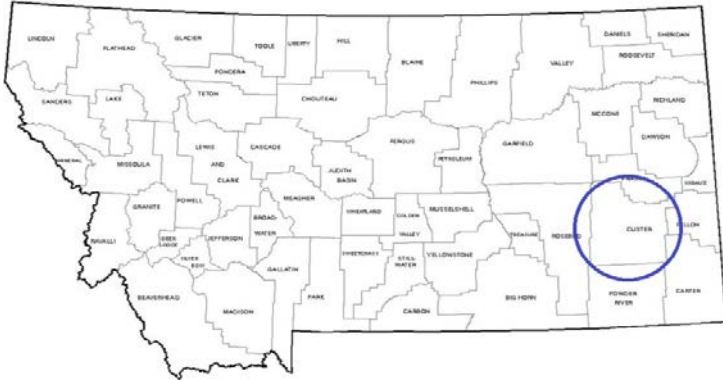 LINCOLN
FLATHEAD
GLACIER
TOOLE
LIBERTY
HILL
BLAINE
PHILLIPS
VALLEY
DANIELS
SHERIDAN
ROOSEVELT
PONDERA
TETON
CHOUTEAU
SANDERS
LAKE
RICHLAND
MCCONE
DAWSON
GARFIELD
FERGUS
PETROLEUM
CASCADE
LEWIS
AND
CLARK
JUDITH
BASIN
MINERAL
MISSOULA
POWELL
GRANITE
MEAGHER
WHEATLAND
GOLDEN
VALLEY
MUSSELSHELL
TREASURE
ROSEBUD
CUSTER
FALLON
WIBAUX
RAVALLI
DEER
LODGE
JEFFERSON
BROAD-
WATER
SILVER
BOW
GALLATIN
SWEETGRASS
STILL
WATER
YELLOWSTONE
BEAVERHEAD
MADISON
PARK
CARBON
BIG HORN
POWDER
RIVER
CARTER